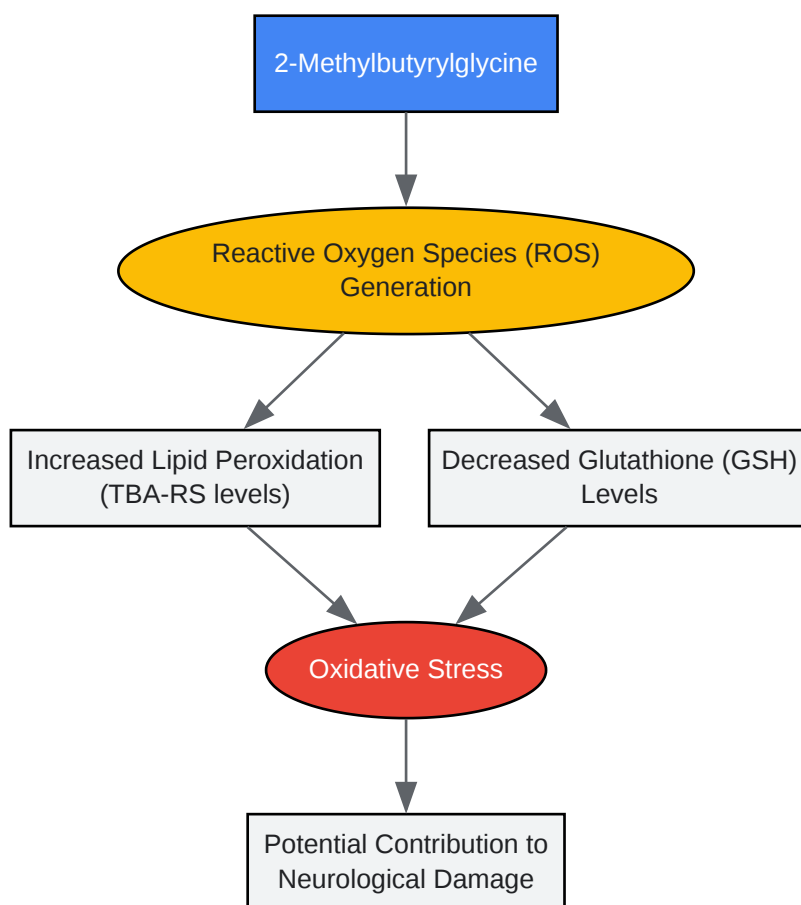 2-Methylbutyrylglycine
Reactive Oxygen Species (ROS)
Generation
Increased Lipid Peroxidation
(TBA-RS levels)
Decreased Glutathione (GSH)
Levels
Oxidative Stress
Potential Contribution to
Neurological Damage